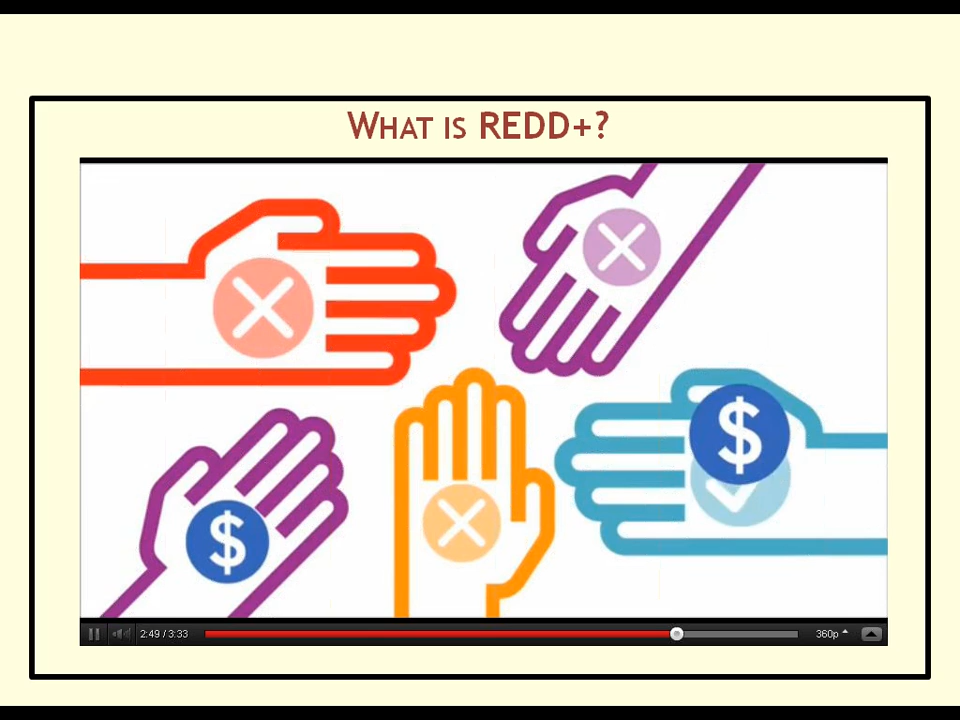 WHAT IS REDD+?
$
$
2:49 / 3:33
360p